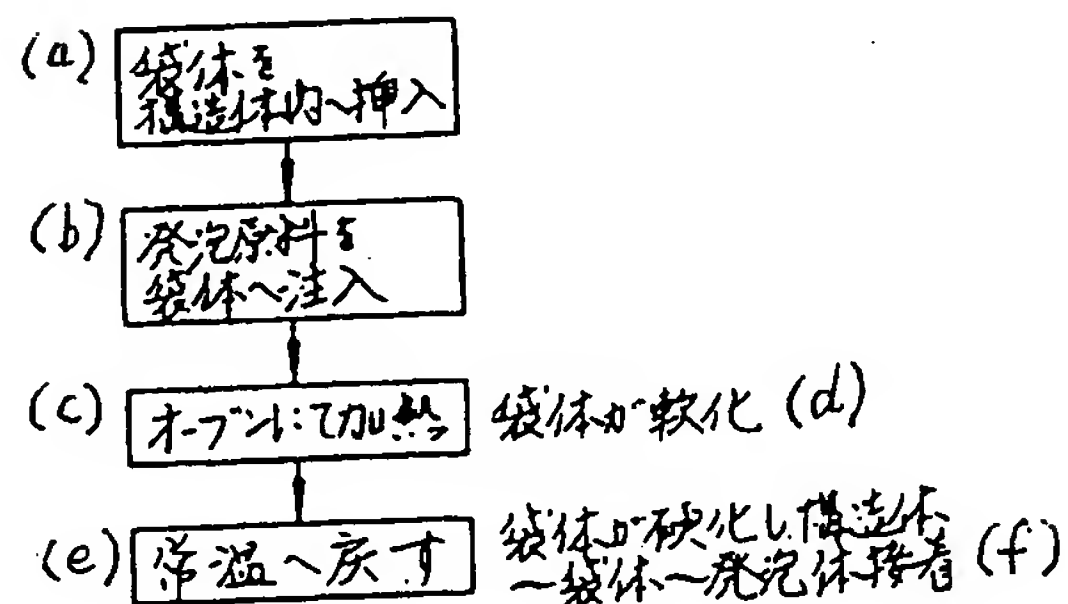 (a) 袋体を
構造体内へ挿入
(b) 発泡原料を
袋体へ注入
(c) オーブンにて加熱 袋体が軟化 (d)
(e) 常温へ戻す 袋体が硬化し構造体
〜袋体〜発泡体接着 (f)